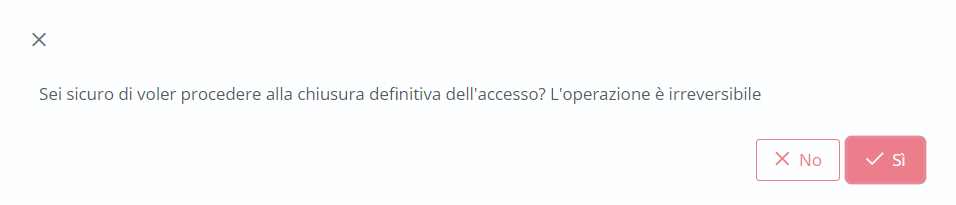 Sei sicuro di voler procedere alla chiusura definitiva dell'accesso? L'operazione è irreversibile
No
Sì